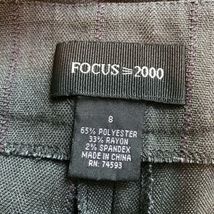 FOCUS 2000
8
65% POLYESTER
33% RAYON
2% SPANDEX
MADE IN CHINA
RN: 74593